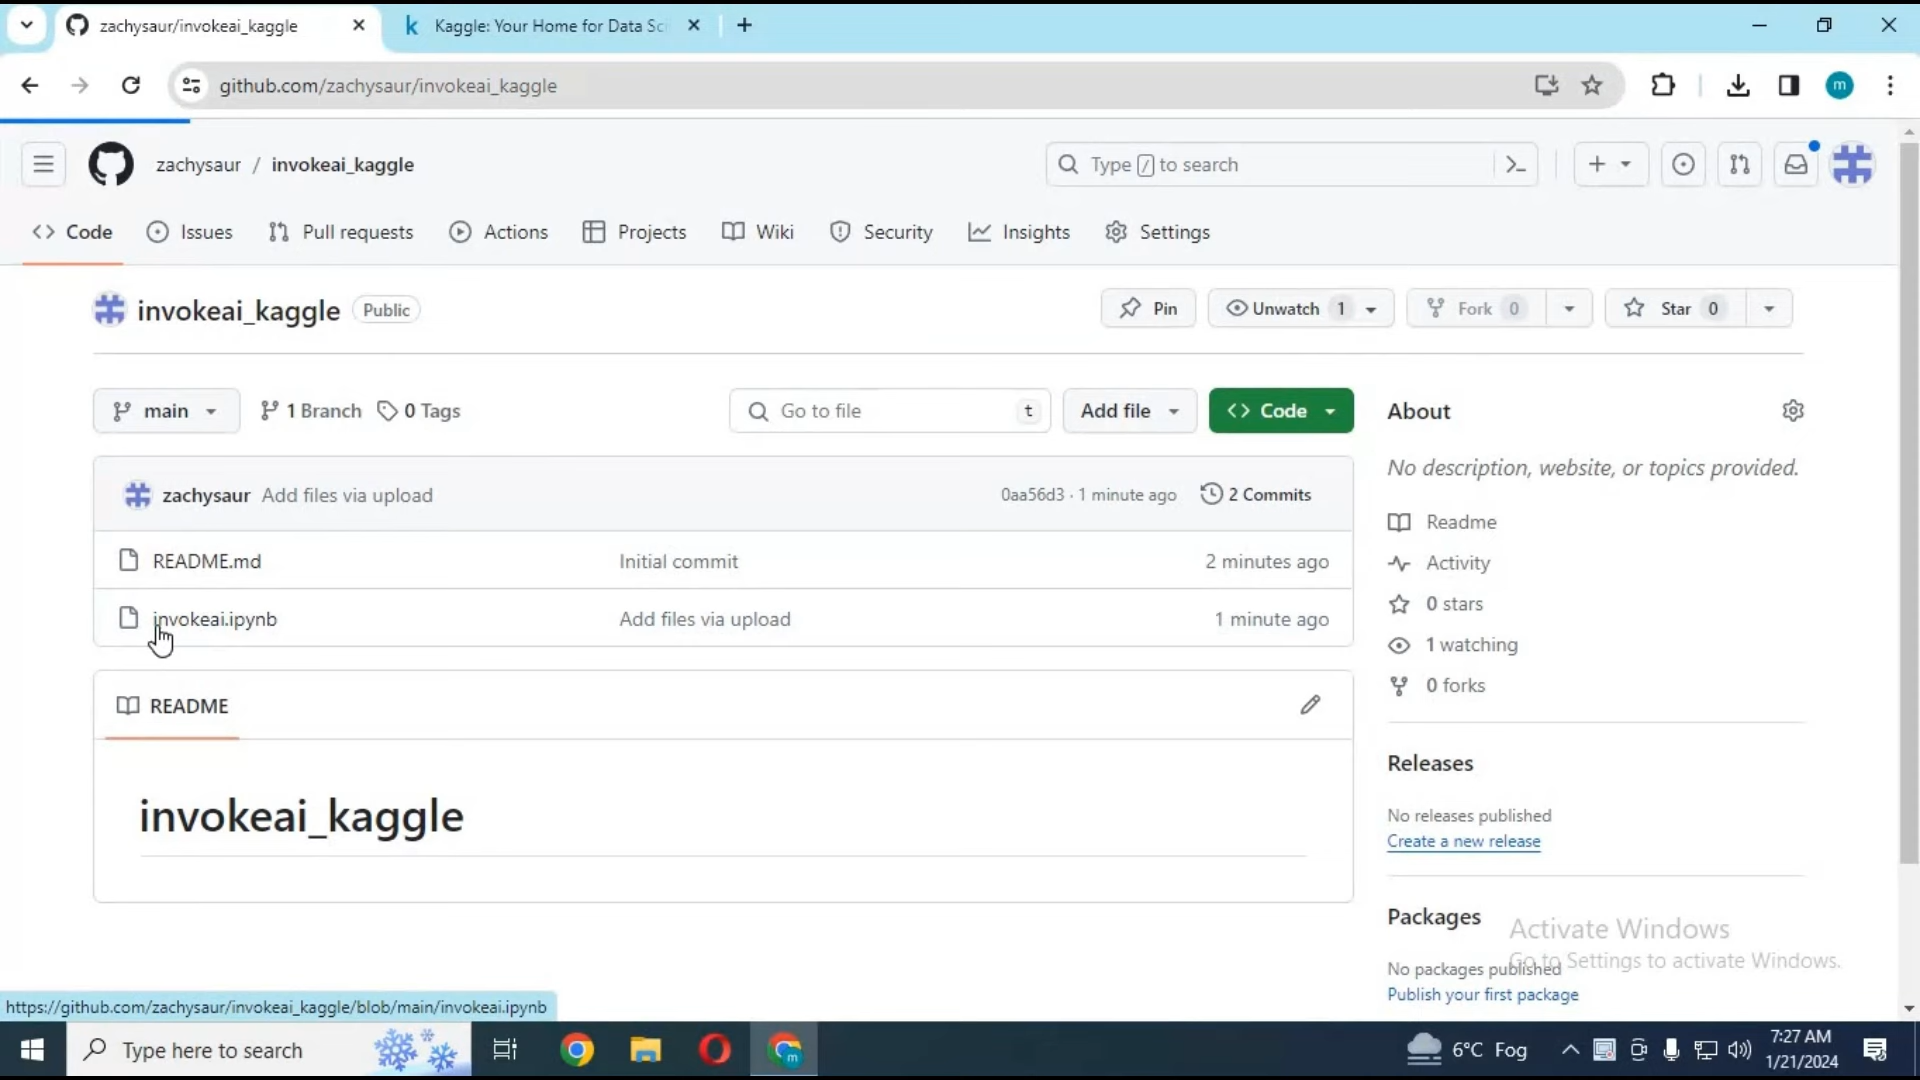 zachysaur/invokeai_kaggle
Kaggle: Your Home for Data Sci
github.com/zachysaur/invokeai_kaggle
m
zachysaur / invokeai_kaggle
Type / to search
Code
Issues
Pull requests
Actions
Projects
Wiki
Security
Insights
Settings
invokeai_kaggle Public
Pin
Unwatch 1
Fork 0
Star 0
main
1 Branch
0 Tags
Go to file t
Add file
Code
zachysaur Add files via upload 0aa56d3 · 1 minute ago 2 Commits
README.md Initial commit 2 minutes ago
invokeai.ipynb Add files via upload 1 minute ago
README
invokeai_kaggle
About
No description, website, or topics provided.
Readme
Activity
0 stars
1 watching
0 forks
Releases
No releases published
Create a new release
Packages
No packages published
Publish your first package
Activate Windows
Go to Settings to activate Windows.
https://github.com/zachysaur/invokeai_kaggle/blob/main/invokeai.ipynb
Type here to search
m
6°C Fog
7:27 AM
1/21/2024